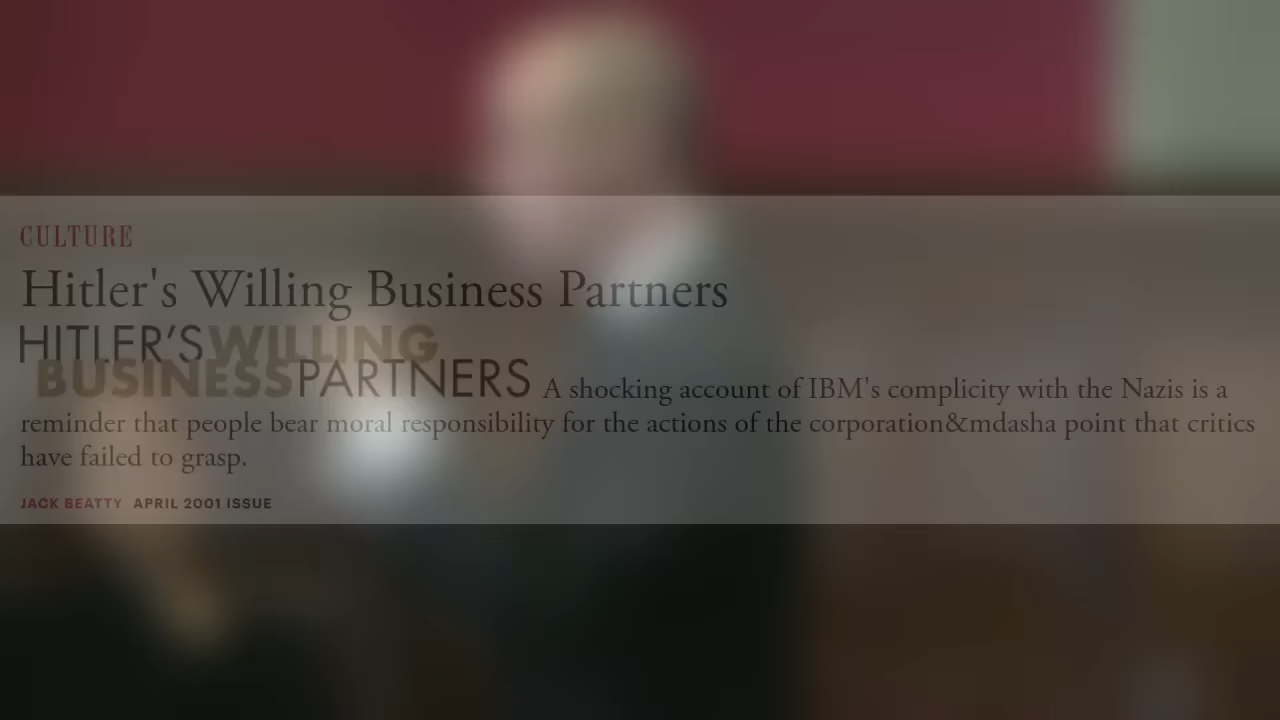 CULTURE
Hitler's Willing Business Partners
HITLER'S WILLING
BUSINESS PARTNERS A shocking account of IBM's complicity with the Nazis is a
reminder that people bear moral responsibility for the actions of the corporation&mdasha point that critics
have failed to grasp.
JACK BEATTY APRIL 2001 ISSUE